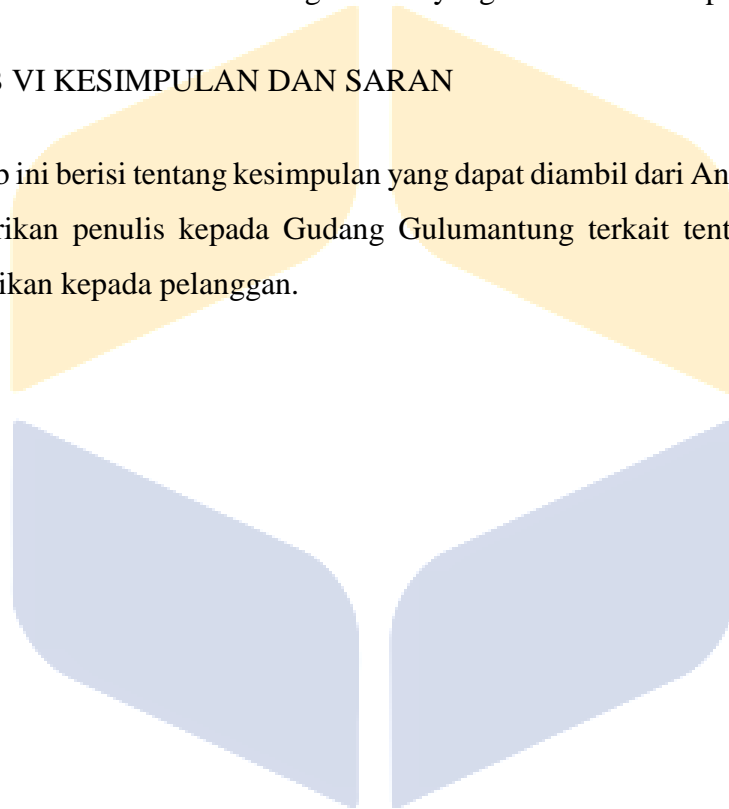 VI KESIMPULAN DAN SARAN
ini berisi tentang kesimpulan yang dapat diambil dari An
rikan penulis kepada Gudang Gulumantung terkait tent
ikan kepada pelanggan.